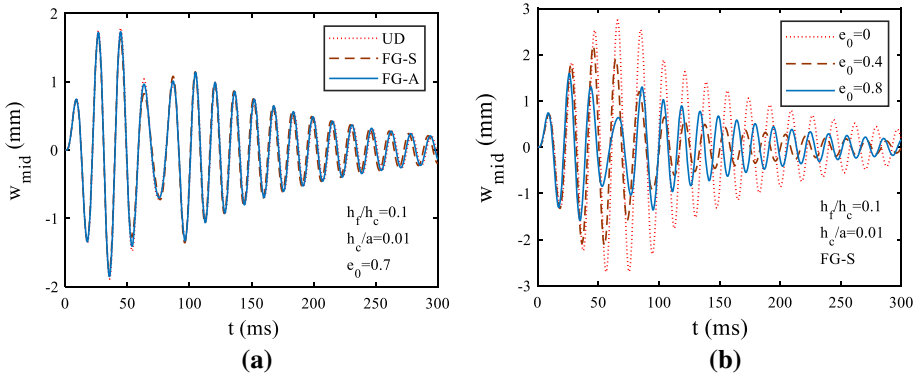 2
1
0
-1
-2
w_mid (mm)
0 50 100 150 200 250 300
t (ms)
UD
FG-S
FG-A
h_f/h_c=0.1
h_c/a=0.01
e_0=0.7
(a)
3
2
1
0
-1
-2
-3
w_mid (mm)
0 50 100 150 200 250 300
t (ms)
e_0=0
e_0=0.4
e_0=0.8
h_f/h_c=0.1
h_c/a=0.01
FG-S
(b)